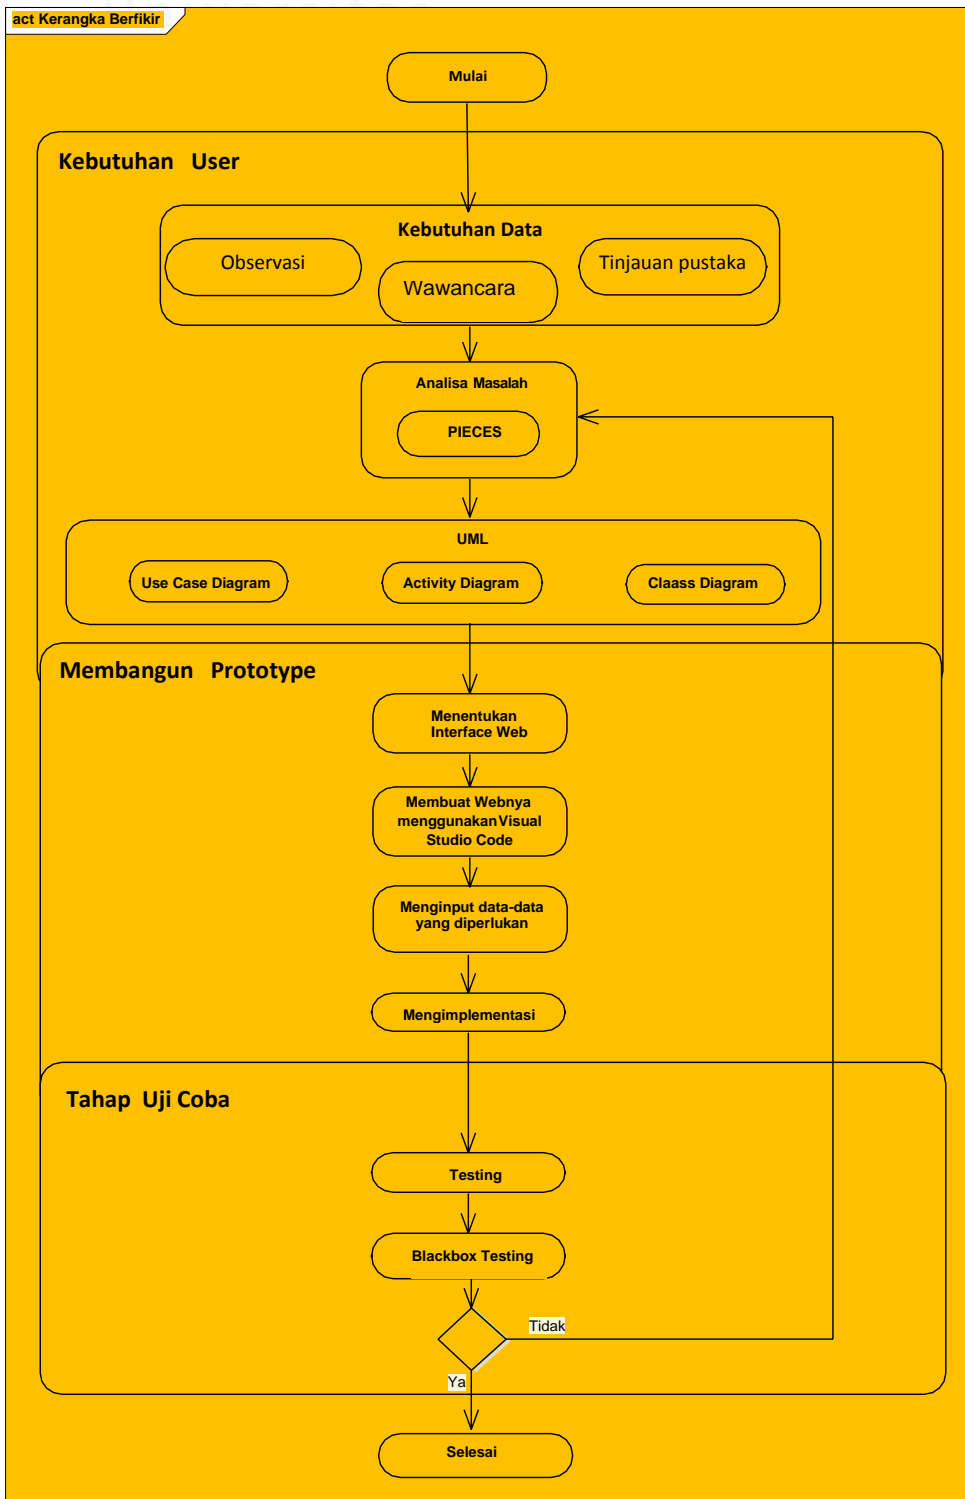 act Kerangka Berfikir
Mulai
Kebutuhan User
Kebutuhan Data
Observasi
Wawancara
Tinjauan pustaka
Analisa Masalah
PIECES
UML
Use Case Diagram
Activity Diagram
Claass Diagram
Membangun Prototype
Menentukan
Interface Web
Membuat Webnya
menggunakan Visual
Studio Code
Menginput data-data
yang diperlukan
Mengimplementasi
Tahap Uji Coba
Testing
Blackbox Testing
Tidak
Ya
Selesai